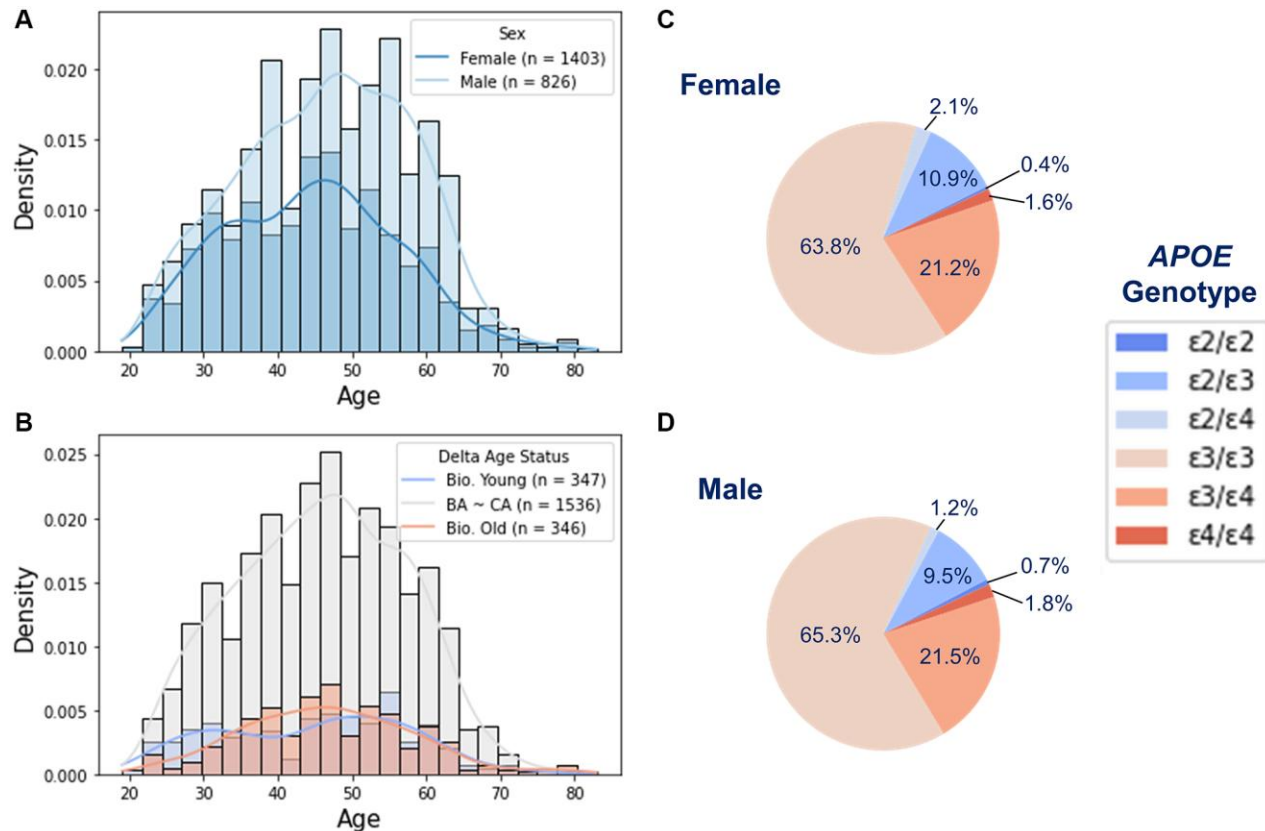 A
Density
0.020
0.015
0.010
0.005
0.000
20 30 40 50 60 70 80
Age
Sex
Female (n = 1403)
Male (n = 826)
B
Density
0.025
0.020
0.015
0.010
0.005
0.000
20 30 40 50 60 70 80
Age
Delta Age Status
Bio. Young (n = 347)
BA ~ CA (n = 1536)
Bio. Old (n = 346)
C
Female
2.1%
10.9%
0.4%
1.6%
63.8%
21.2%
D
Male
1.2%
9.5%
0.7%
1.8%
65.3%
21.5%
APOE
Genotype
ε2/ε2
ε2/ε3
ε2/ε4
ε3/ε3
ε3/ε4
ε4/ε4